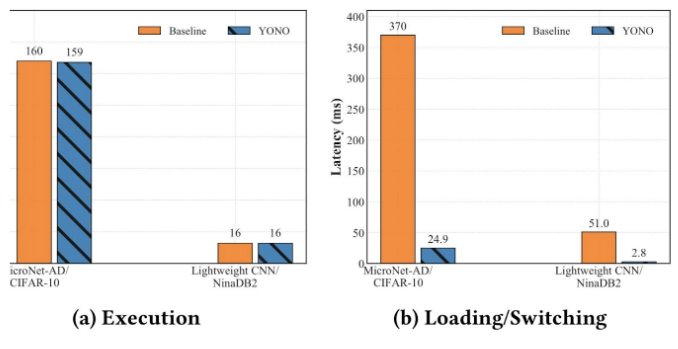 Baseline YONO
160 159
16 16
icroNet-AD/ Lightweight CNN/
CIFAR-10 NinaDB2
(a) Execution
Baseline YONO
Latency (ms)
400
350
300
250
200
150
100
50
0
370
24.9
51.0
2.8
MicroNet-AD/ Lightweight CNN/
CIFAR-10 NinaDB2
(b) Loading/Switching